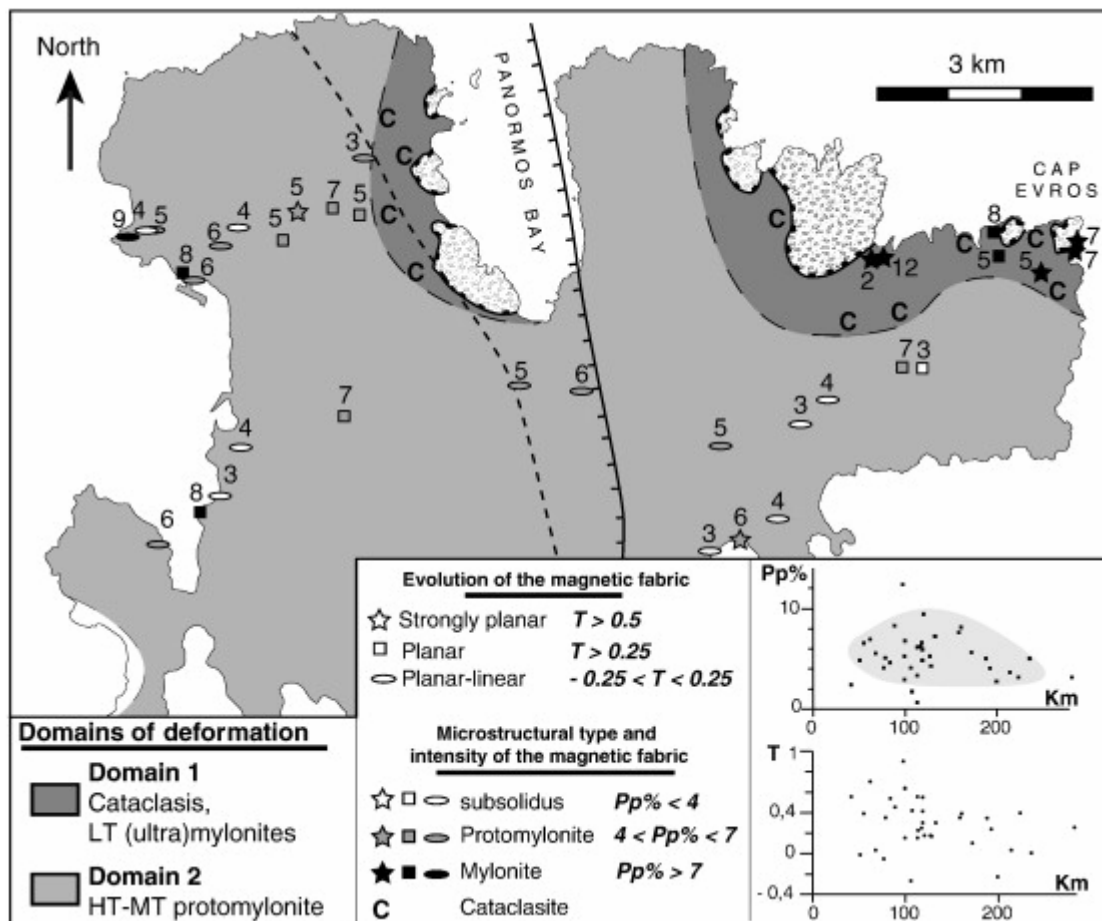 North
3 km
PANORMOS BAY
CAP
EVROS
3
5
7
5
5
4
9
4
5
6
8
6
8
7
7
2
12
5
5
C
C
C
C
C
C
C
C
C
C
7
5
6
7
3
4
3
5
4
3
8
6
4
6
3
Evolution of the magnetic fabric
Strongly planar T > 0.5
Planar T > 0.25
Planar-linear - 0.25 < T < 0.25
Microstructural type and
intensity of the magnetic fabric
subsolidus Pp% < 4
Protomylonite 4 < Pp% < 7
Mylonite Pp% > 7
C Cataclasite
Domains of deformation
Domain 1
Cataclasis,
LT (ultra)mylonites
Domain 2
HT-MT protomylonite
Pp%
10
0
0 100 200
Km
T 1
0,4
0
- 0,4
Km
0 100 200